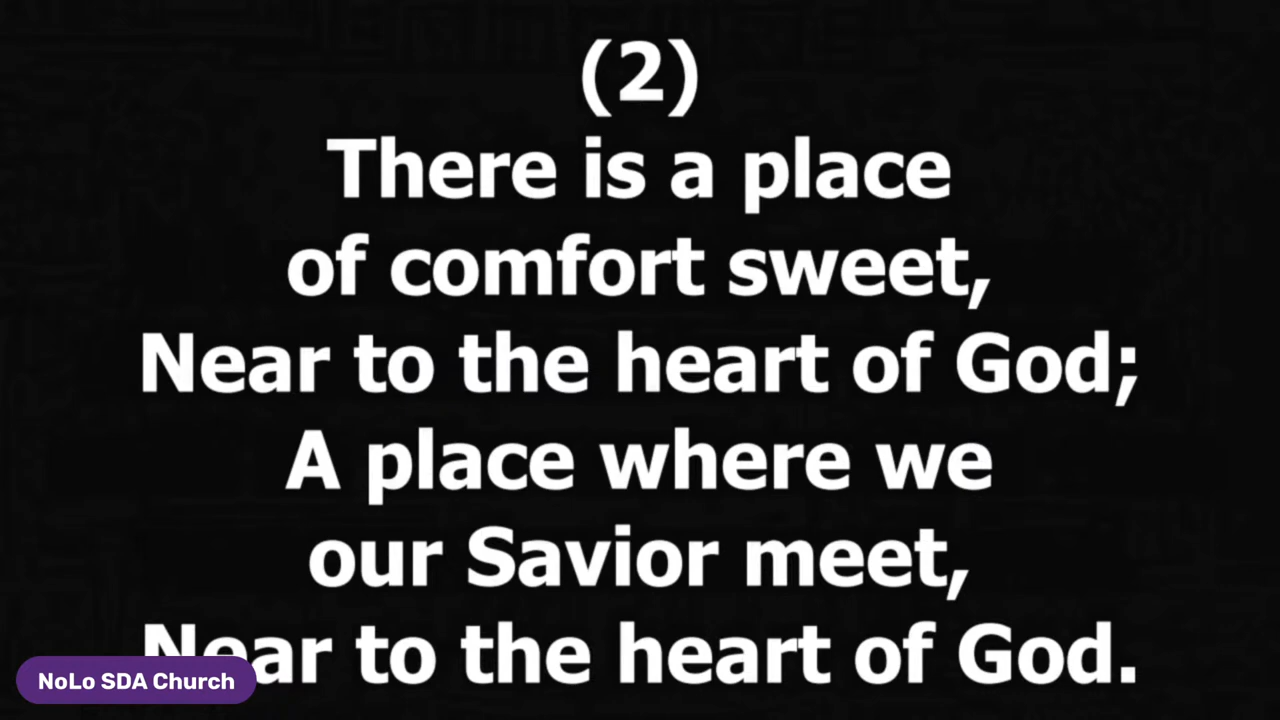 (2)
There is a place
of comfort sweet,
Near to the heart of God;
A place where we
our Savior meet,
Near to the heart of God.
NoLo SDA Church